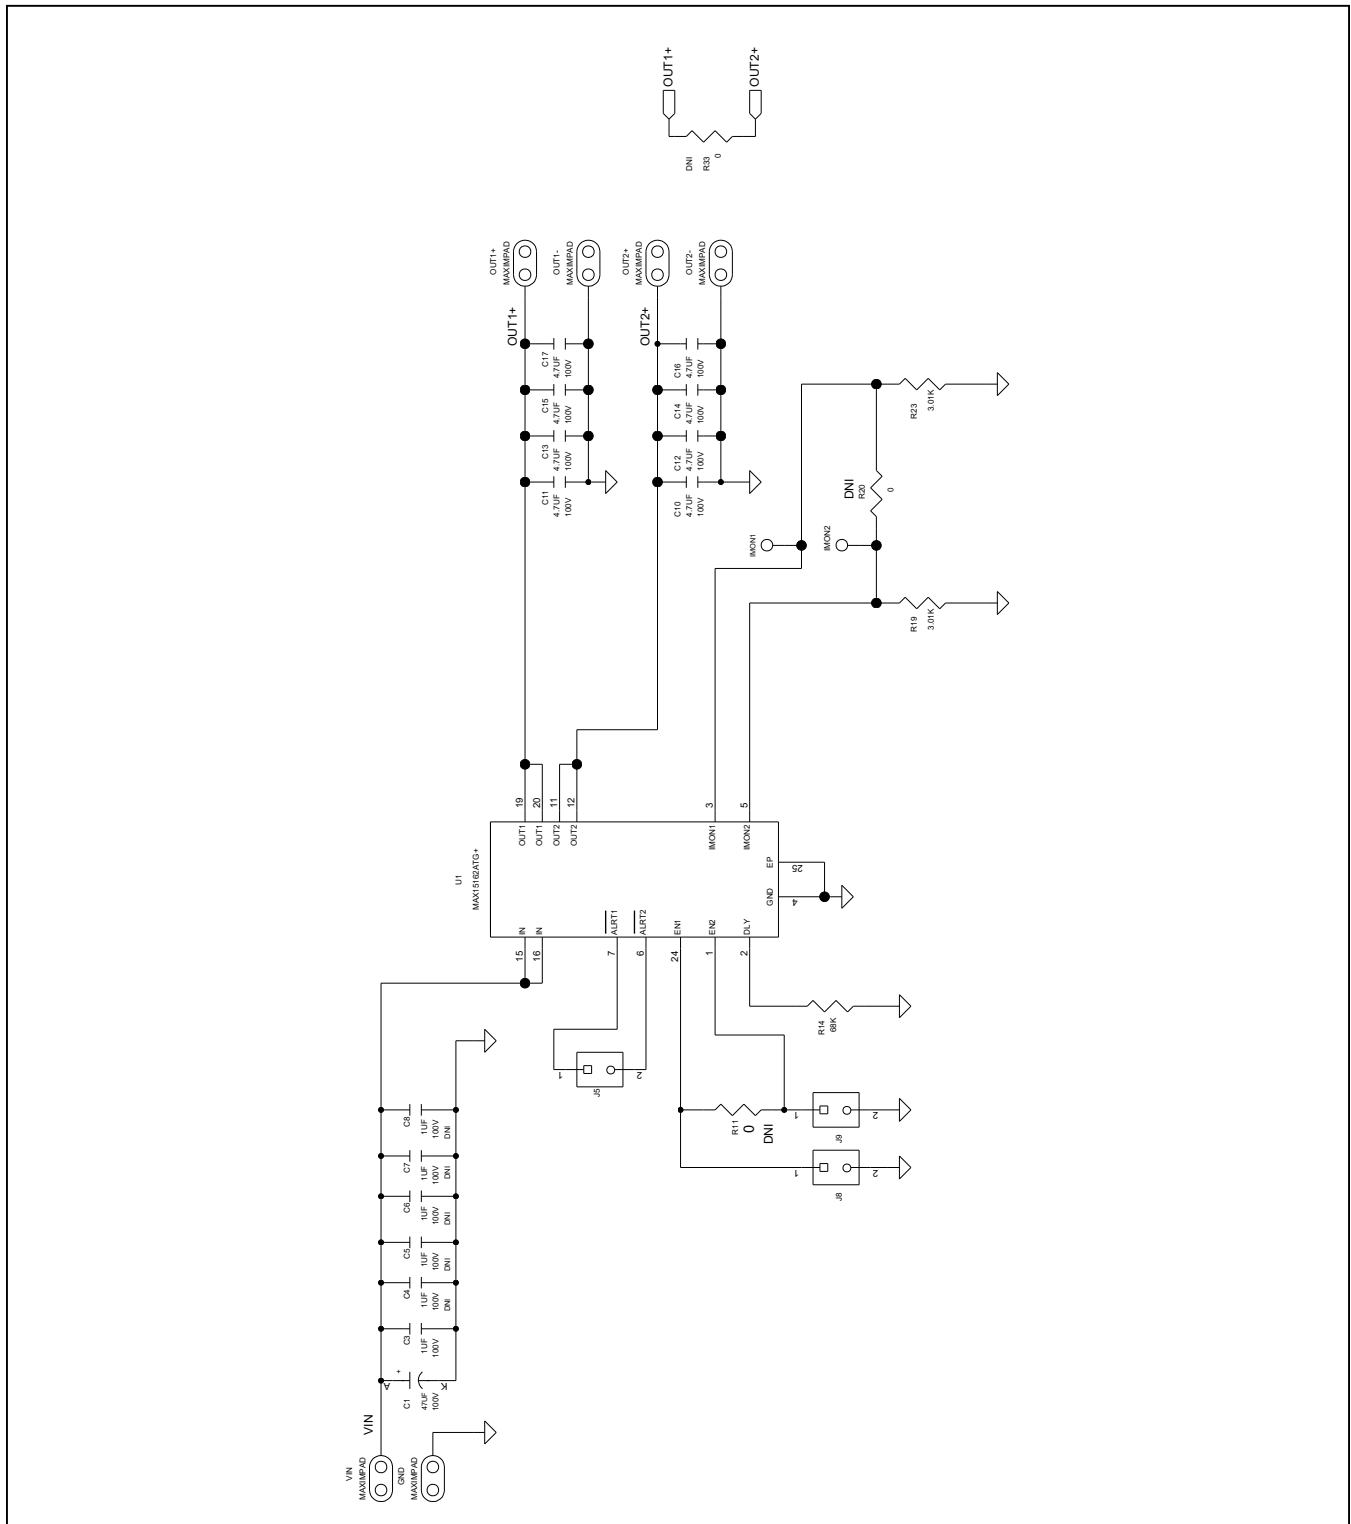 OUT1+
OUT2+
DNI
R33
0
OUT1+
MAXIMPAD
OUT1-
MAXIMPAD
OUT2+
MAXIMPAD
OUT2-
MAXIMPAD
OUT1+
OUT2+
C17
4.7UF
100V
C15
4.7UF
100V
C13
4.7UF
100V
C11
4.7UF
100V
C16
4.7UF
100V
C14
4.7UF
100V
C12
4.7UF
100V
C10
4.7UF
100V
R23
3.01K
DNI
R20
0
IMON1
IMON2
R19
3.01K
19
20
11
12
3
5
OUT1
OUT1
OUT2
OUT2
IMON1
IMON2
U1
MAX15162ATG+
EP
25
GND
4
IN
IN
ALRT1
ALRT2
EN1
EN2
DLY
15
16
7
6
24
1
2
R14
68K
1
2
J5
R11
0
DNI
1
2
J9
1
2
J8
C8
1UF
100V
DNI
C7
1UF
100V
DNI
C6
1UF
100V
DNI
C5
1UF
100V
DNI
C4
1UF
100V
DNI
C3
1UF
100V
A
+
K
C1
47UF
100V
VIN
VIN
MAXIMPAD
GND
MAXIMPAD